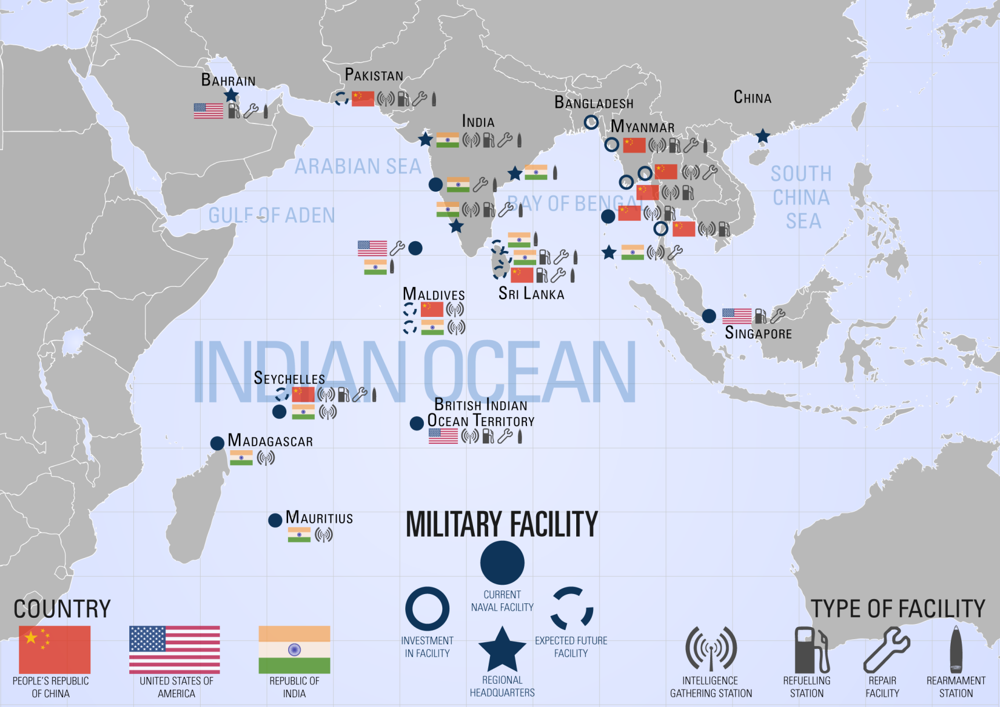 BAHRAIN
PAKISTAN
INDIA
BANGLADESH
MYANMAR
CHINA
ARABIAN SEA
GULF OF ADEN
BAY OF BENGAL
SOUTH
CHINA
SEA
SRI LANKA
MALDIVES
SINGAPORE
INDIAN OCEAN
SEYCHELLES
BRITISH INDIAN
OCEAN TERRITORY
MADAGASCAR
MAURITIUS
MILITARY FACILITY
CURRENT
NAVAL FACILITY
INVESTMENT
IN FACILITY
EXPECTED FUTURE
FACILITY
REGIONAL
HEADQUARTERS
COUNTRY
PEOPLE'S REPUBLIC
OF CHINA
UNITED STATES OF
AMERICA
REPUBLIC OF
INDIA
TYPE OF FACILITY
INTELLIGENCE
GATHERING STATION
REFUELLING
STATION
REPAIR
FACILITY
REARMAMENT
STATION